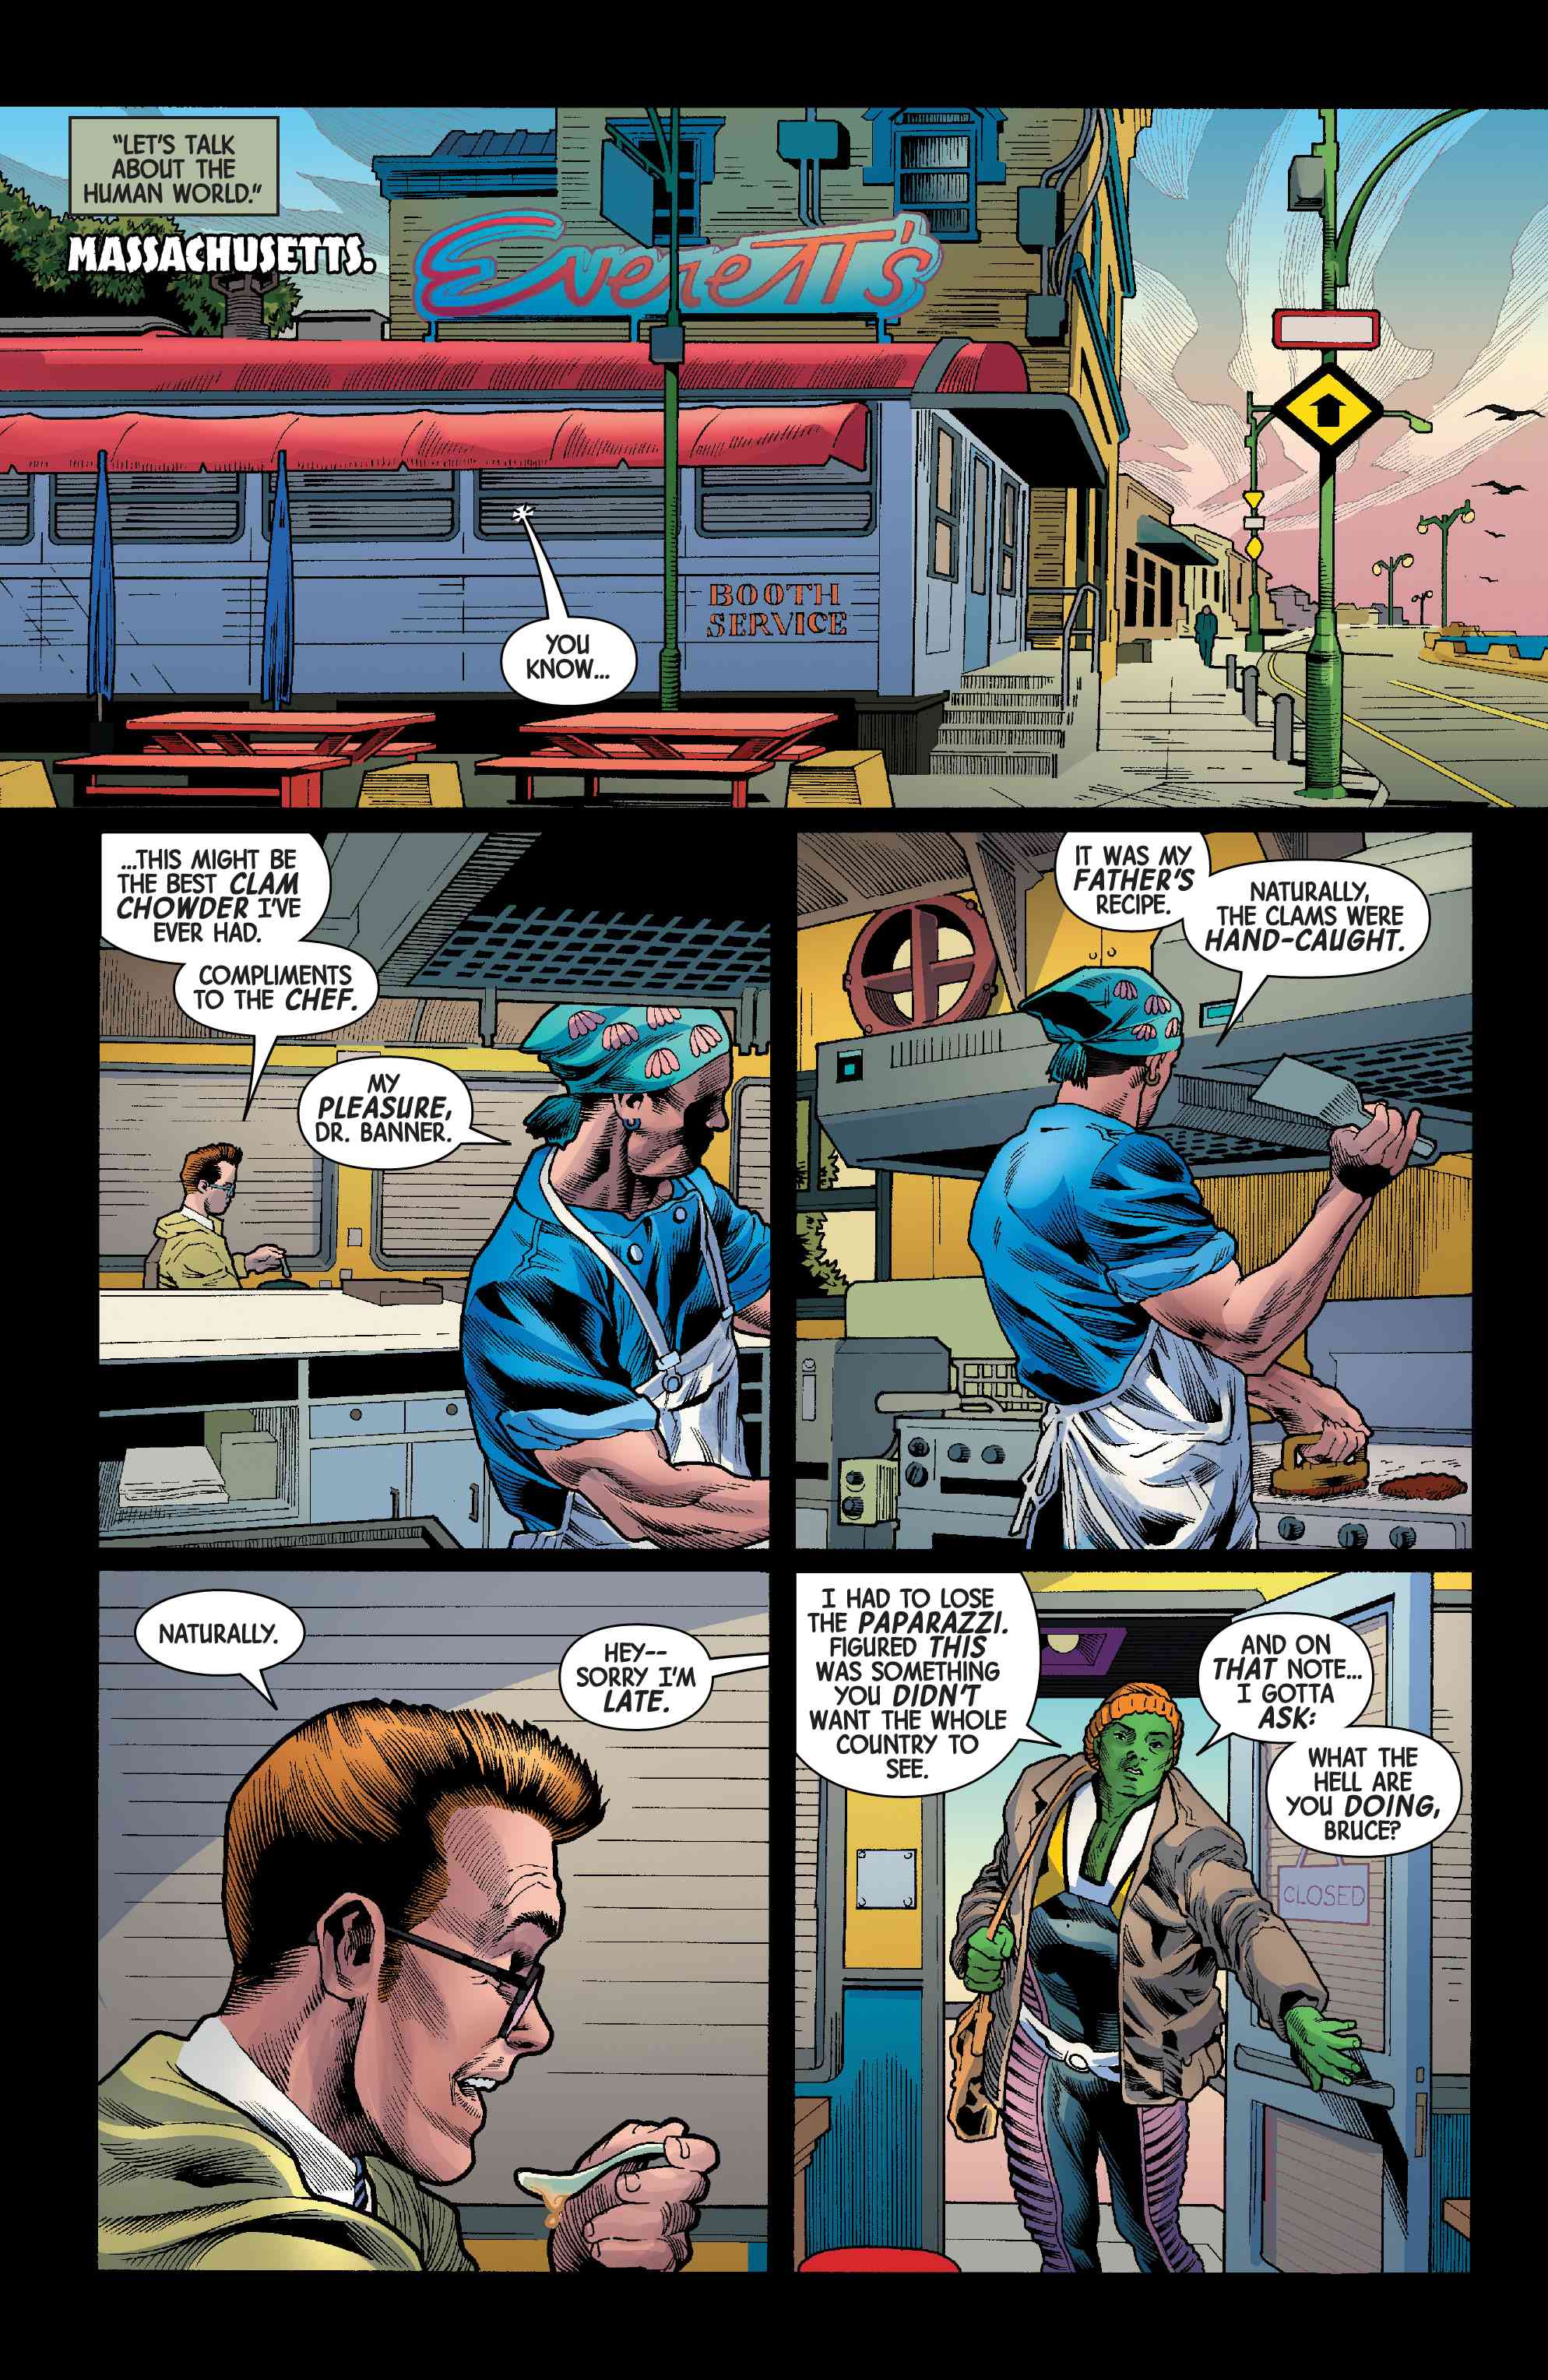 "LET'S TALK
ABOUT THE
HUMAN WORLD."
MASSACHUSETTS.
Everett's
BOOTH
SERVICE
YOU
KNOW...
...THIS MIGHT BE
THE BEST CLAM
CHOWDER I'VE
EVER HAD.
COMPLIMENTS
TO THE CHEF.
MY
PLEASURE,
DR. BANNER.
IT WAS MY
FATHER'S
RECIPE.
NATURALLY,
THE CLAMS WERE
HAND-CAUGHT.
NATURALLY.
HEY--
SORRY I'M
LATE.
I HAD TO LOSE
THE PAPARAZZI.
FIGURED THIS
WAS SOMETHING
YOU DIDN'T
WANT THE WHOLE
COUNTRY TO
SEE.
AND ON
THAT NOTE...
I GOTTA
ASK:
WHAT THE
HELL ARE
YOU DOING,
BRUCE?
CLOSED